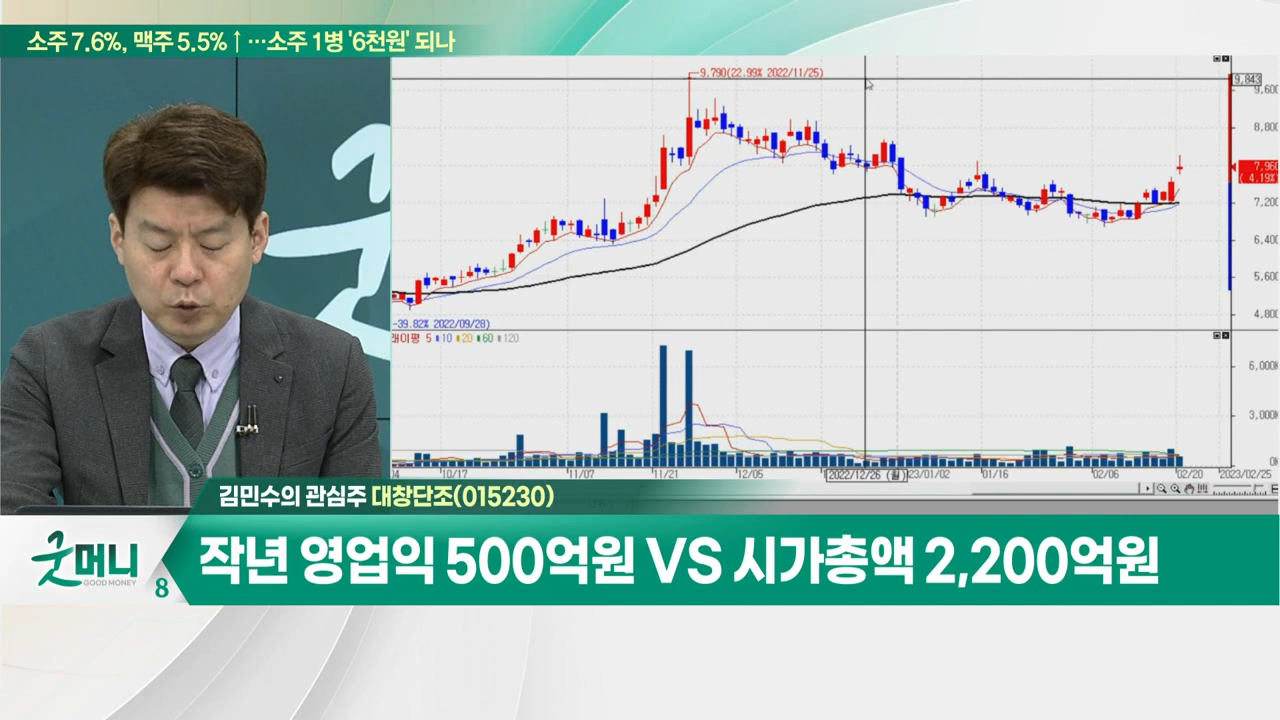 소주 7.6%, 맥주 5.5%↑…소주 1병 '6천원' 되나
9,790(22.99% 2022/11/25)
9,843
9,600
8,800
7,960
( 4.19%
7,200
6,400
5,600
4,800
-39.82% 2022/09/28)
래이평 5 10 20 60 120
6,000
3,000
0K
10/17 11/07 11/21 12/05 2022/12/26 (월) 23/01/02 01/16 02/06 02/20 2023/02/25
김민수의 관심주 대창단조(015230)
굿머니
GOOD MONEY
8
작년 영업익 500억원 VS 시가총액 2,200억원